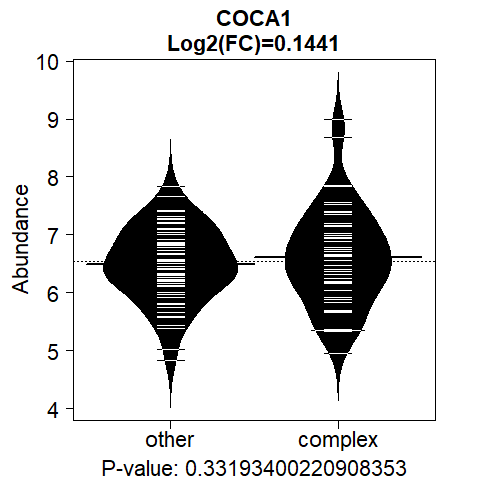 COCA1
Log2(FC)=0.1441
Abundance
10
9
8
7
6
5
4
other complex
P-value: 0.33193400220908353